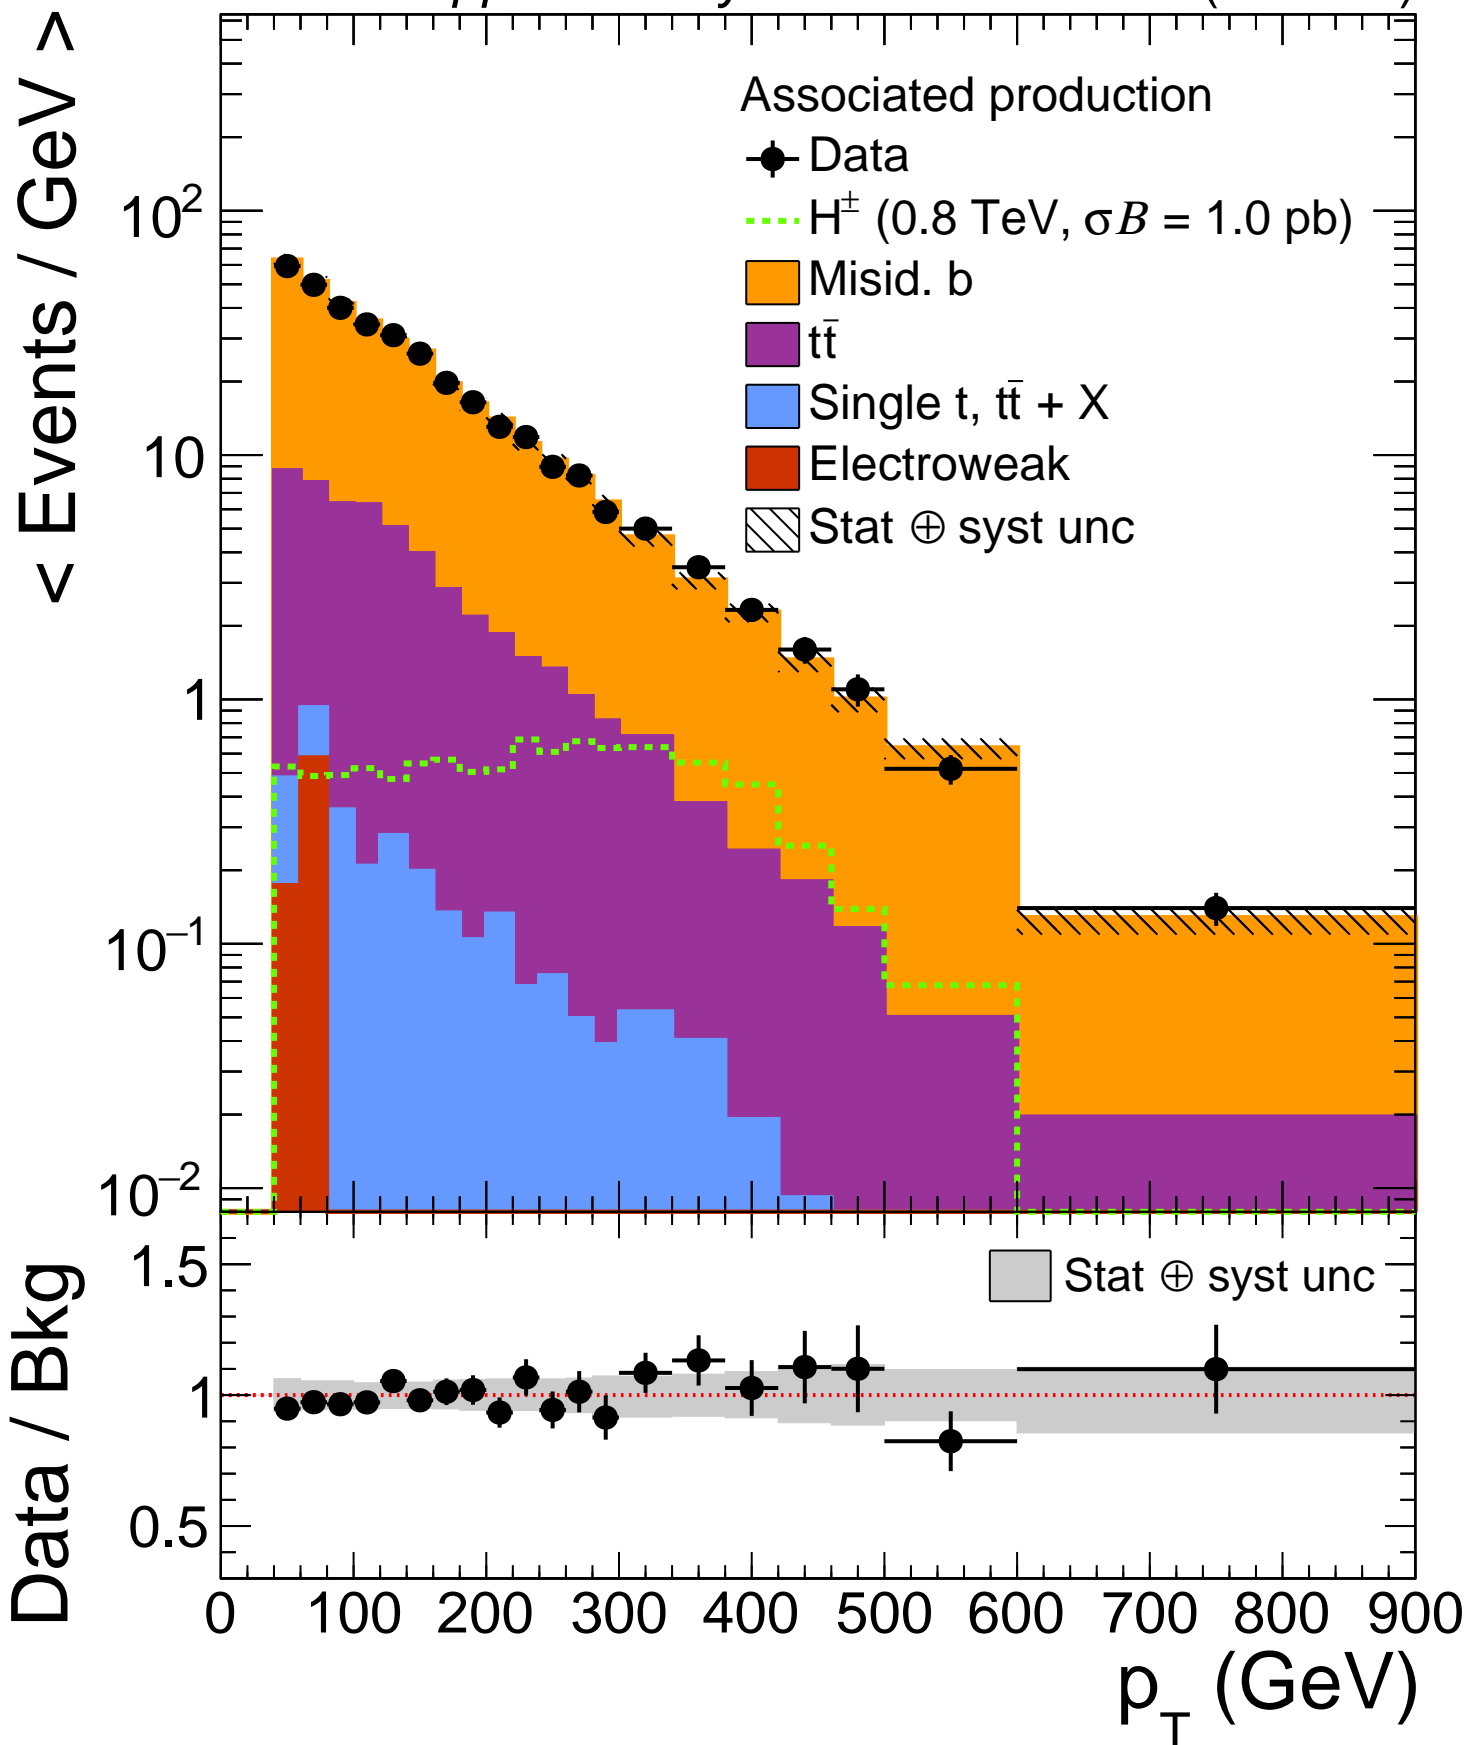 Associated production
Data
H± (0.8 TeV, σB = 1.0 pb)
Misid. b
tt̄
Single t, tt̄ + X
Electroweak
Stat ⊕ syst unc
< Events / GeV >
10²
10
1
10⁻¹
10⁻²
Stat ⊕ syst unc
Data / Bkg
1.5
1
0.5
0 100 200 300 400 500 600 700 800 900
p_T (GeV)